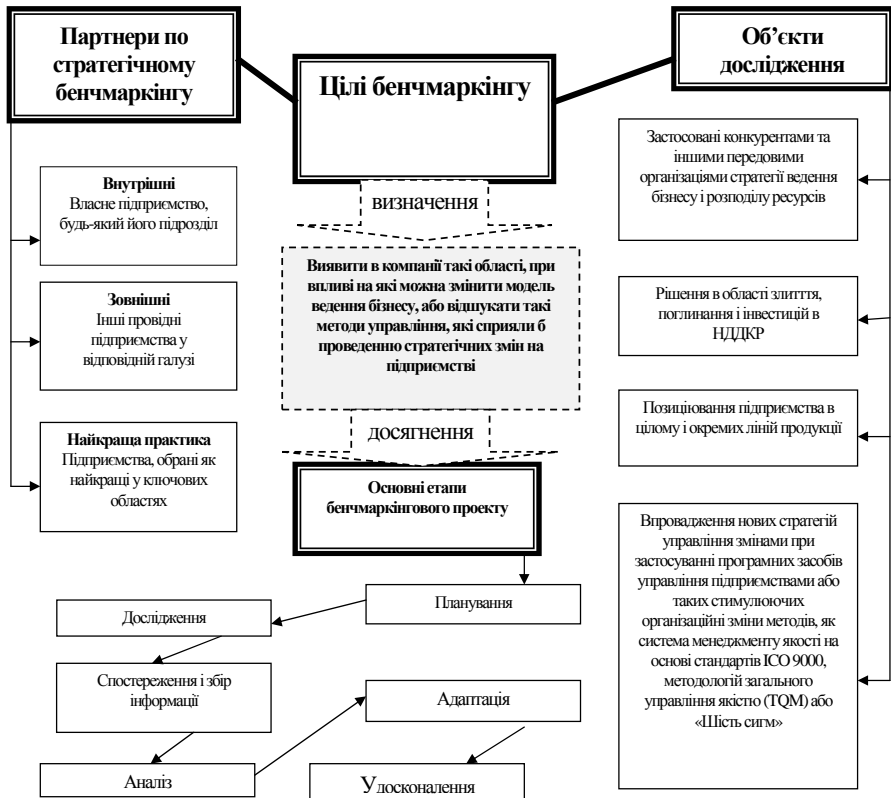 Партнери по
стратегічному
бенчмаркінгу
Цілі бенчмаркінгу
Об’єкти
дослідження
Внутрішні
Власне підприємство,
будь-який його підрозділ
Зовнішні
Інші провідні
підприємства у
відповідній галузі
Найкраща практика
Підприємства, обрані як
найкращі у ключових
областях
визначення
Виявити в компанії такі області, при
впливі на які можна змінити модель
ведення бізнесу, або відшукати такі
методи управління, які сприяли б
проведенню стратегічних змін на
підприємстві
досягнення
Основні етапи
бенчмаркінгового проекту
Застосовані конкурентами та
іншими передовими
організаціями стратегії ведення
бізнесу і розподілу ресурсів
Рішення в області злиття,
поглинання і інвестицій в
НДДКР
Позиціювання підприємства в
цілому і окремих ліній продукції
Впровадження нових стратегій
управління змінами при
застосуванні програмних засобів
управління підприємствами або
таких стимулюючих
організаційні зміни методів, як
система менеджменту якості на
основі стандартів ІСО 9000,
методологій загального
управління якістю (TQM) або
«Шість сигм»
Планування
Дослідження
Спостереження і збір
інформації
Адаптація
Аналіз
Удосконалення